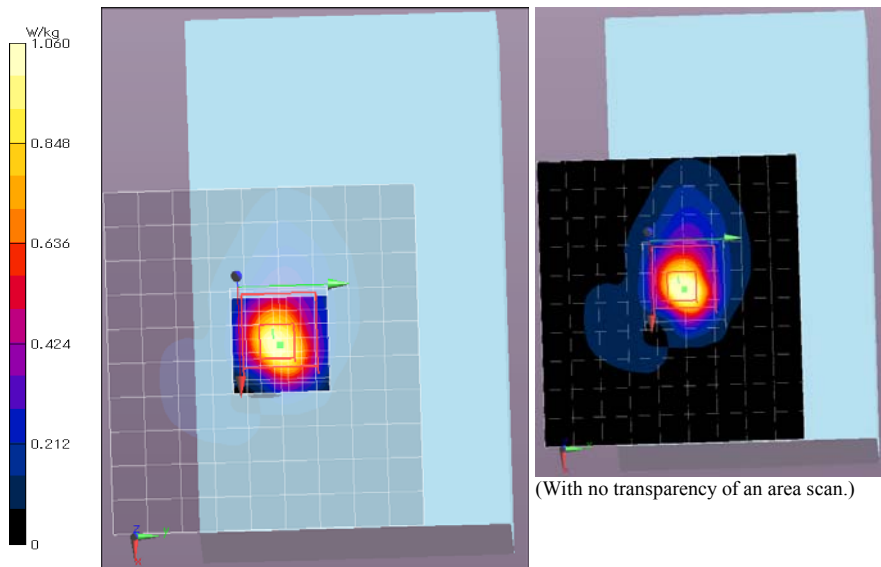 W/kg
1.060
0.848
0.636
0.424
0.212
0
Z
Y
X
(With no transparency of an area scan.)